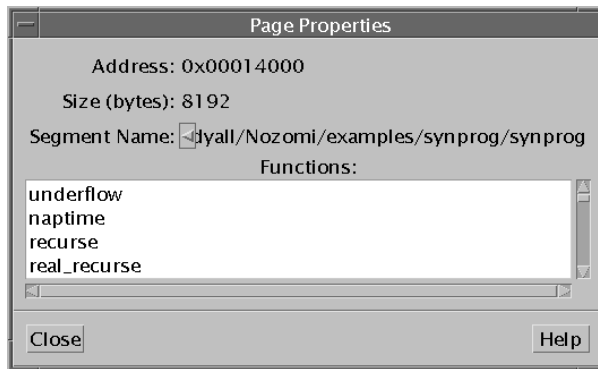 Page Properties
Address: 0x00014000
Size (bytes): 8192
Segment Name: dyall/Nozomi/examples/synprog/synprog
Functions:
underflow
naptime
recurse
real_recurse
Close Help